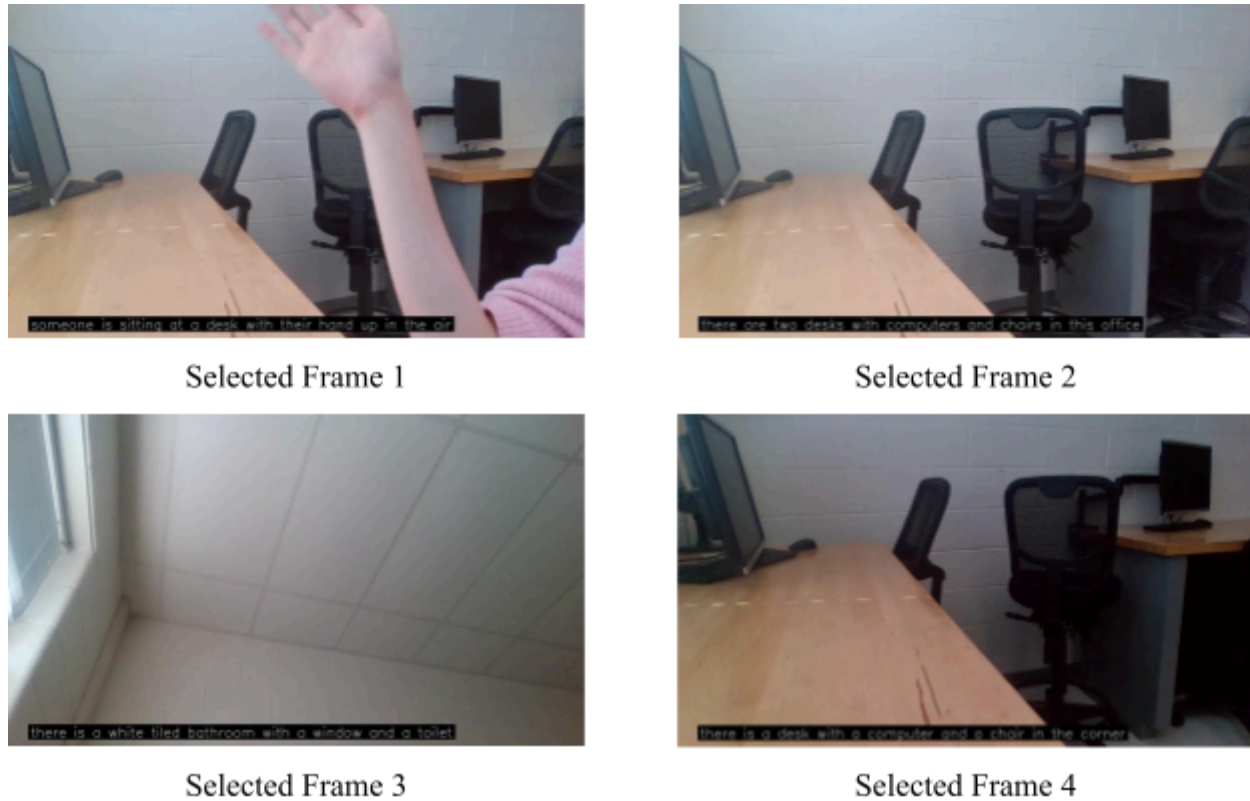 someone is sitting at a desk with their hand up in the air
there are two desks with computers and chairs in this office
Selected Frame 1
Selected Frame 2
there is a white tiled bathroom with a window and a toilet
there is a desk with a computer and a chair in the corner
Selected Frame 3
Selected Frame 4